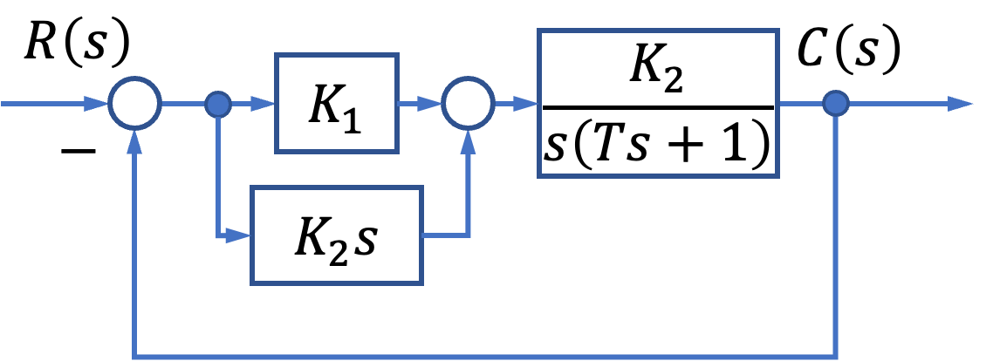 R(s)
C(s)
K₁
K₂
s(Ts + 1)
−
K₂s